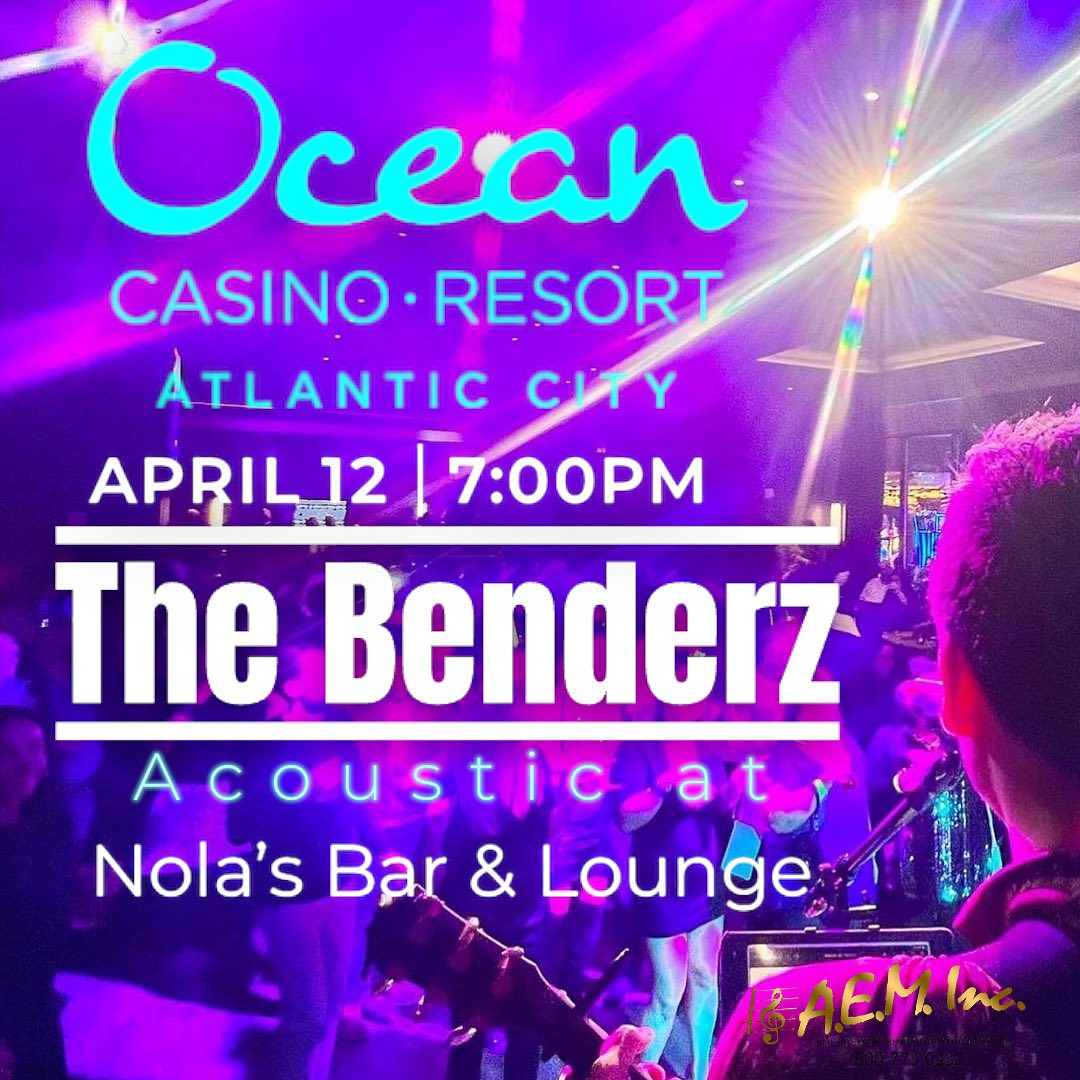 Ocean
CASINO · RESORT
ATLANTIC CITY
APRIL 12 | 7:00PM
The Benderz
Acoustic at
Nola's Bar & Lounge
A.E.M. Inc.